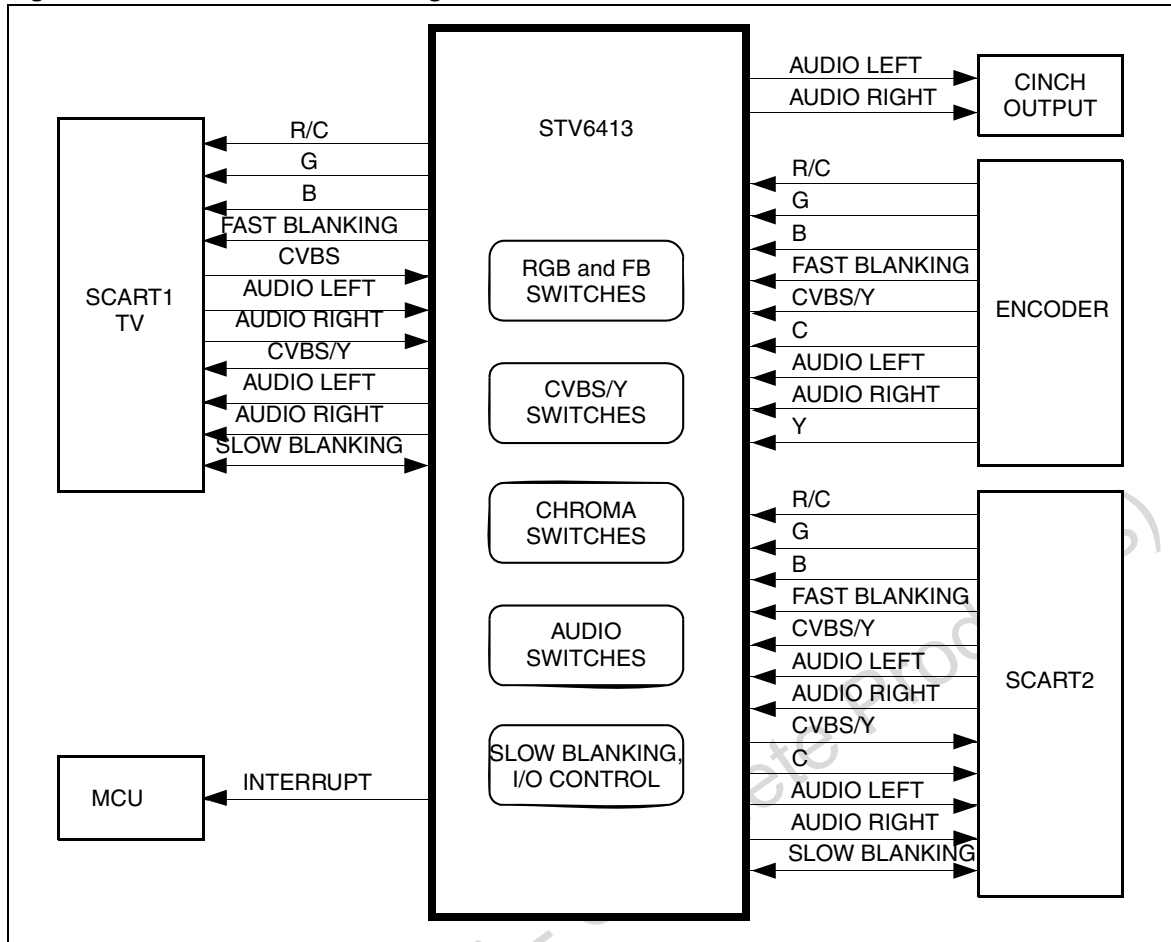 STV6413
SCART1
TV
R/C
G
B
FAST BLANKING
CVBS
AUDIO LEFT
AUDIO RIGHT
CVBS/Y
AUDIO LEFT
AUDIO RIGHT
SLOW BLANKING
MCU
INTERRUPT
RGB and FB
SWITCHES
CVBS/Y
SWITCHES
CHROMA
SWITCHES
AUDIO
SWITCHES
SLOW BLANKING,
I/O CONTROL
AUDIO LEFT
AUDIO RIGHT
CINCH
OUTPUT
R/C
G
B
FAST BLANKING
CVBS/Y
C
AUDIO LEFT
AUDIO RIGHT
Y
ENCODER
R/C
G
B
FAST BLANKING
CVBS/Y
AUDIO LEFT
AUDIO RIGHT
CVBS/Y
C
AUDIO LEFT
AUDIO RIGHT
SLOW BLANKING
SCART2